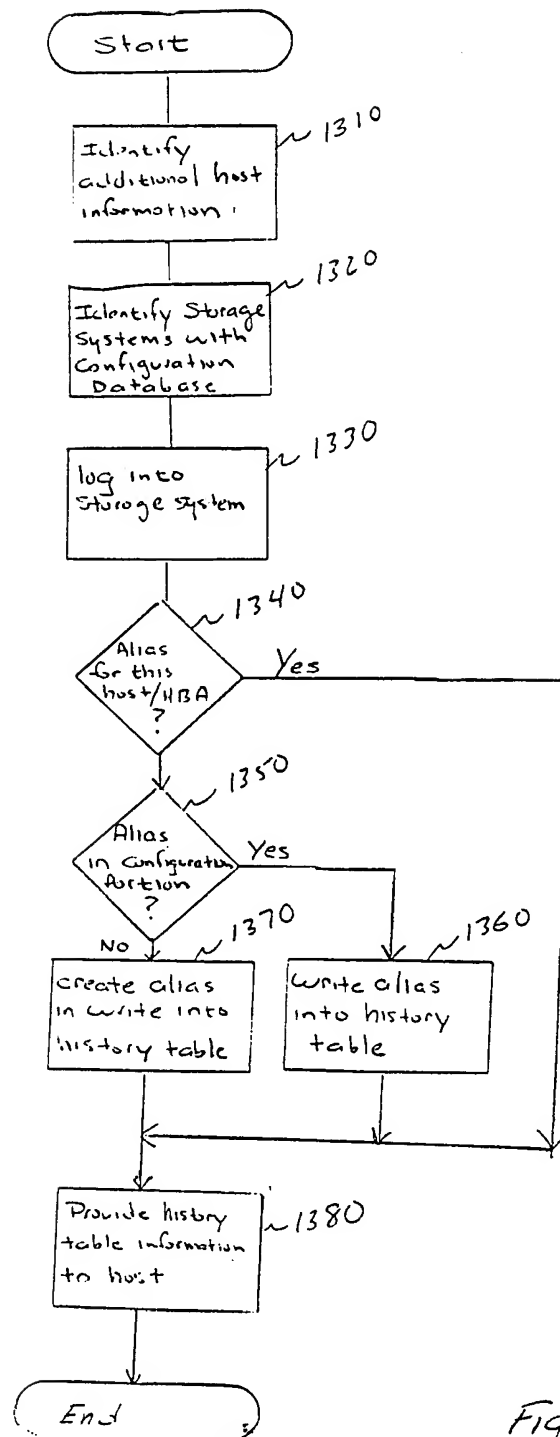 Start
1310
Identify
additional host
information.
1320
Identify Storage
Systems with
Configuration
Database
1330
log into
Storage System
1340
Alias
for this
host/HBA
?
Yes
1350
Alias
in configuration
portion
?
Yes
No
1370
create alias
in write into
history table
1360
write alias
into history
table
Provide history
table information
to host
1380
End
FIG